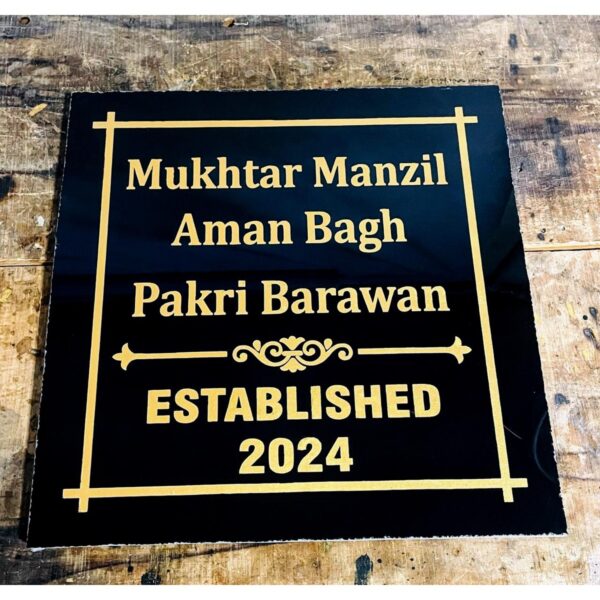 Mukhtar Manzil
Aman Bagh
Pakri Barawan
ESTABLISHED
2024